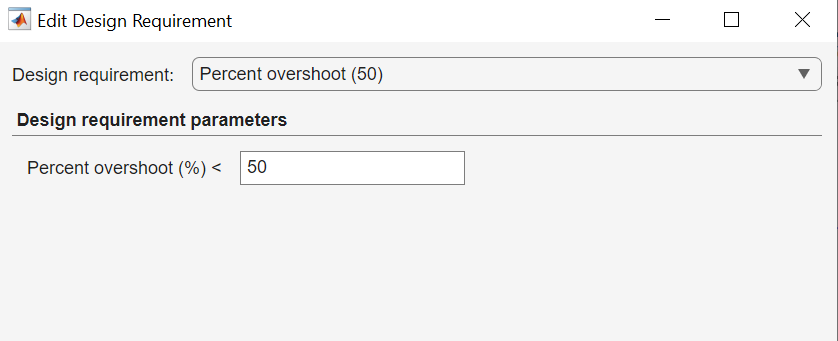 Edit Design Requirement
Design requirement: Percent overshoot (50)
Design requirement parameters
Percent overshoot (%) < 50